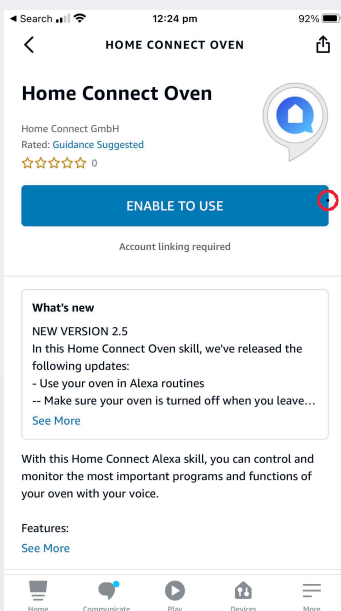 ◄ Search 12:24 pm 92%
HOME CONNECT OVEN
Home Connect Oven
Home Connect GmbH
Rated: Guidance Suggested
0
ENABLE TO USE
Account linking required
What's new
NEW VERSION 2.5
In this Home Connect Oven skill, we've released the
following updates:
- Use your oven in Alexa routines
-- Make sure your oven is turned off when you leave...
See More
With this Home Connect Alexa skill, you can control and
monitor the most important programs and functions of
your oven with your voice.
Features:
See More
Home Communicate Play Devices More